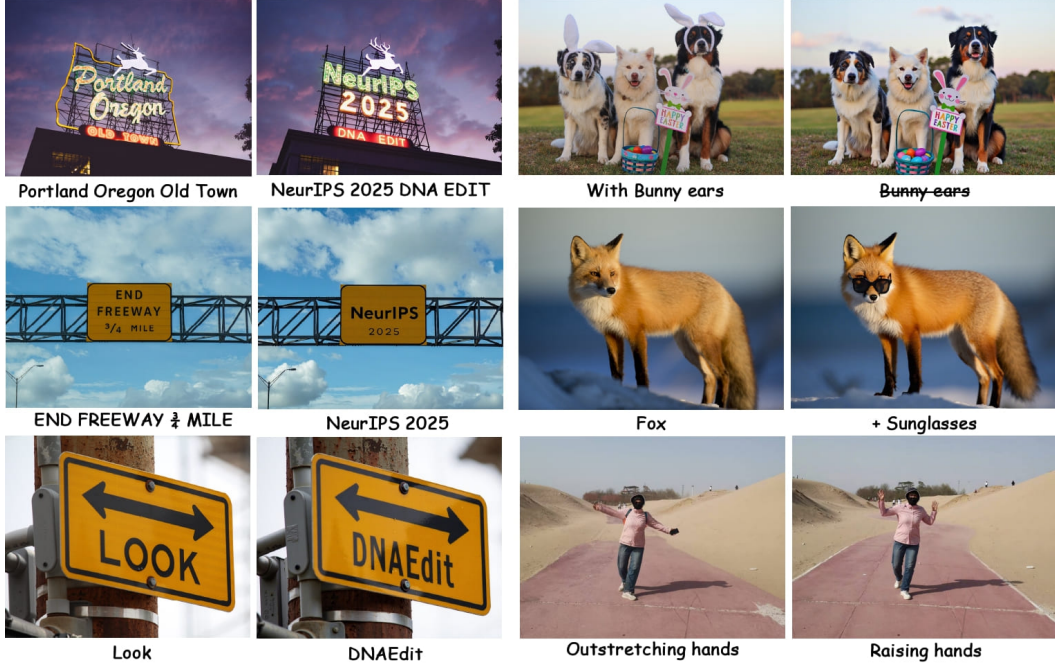 Portland
Oregon
OLD TOWN
NeurIPS
2025
DNA EDIT
HAPPY
EASTER
HAPPY
EASTER
Portland Oregon Old Town
NeurIPS 2025 DNA EDIT
With Bunny ears
Bunny ears
END
FREEWAY
3/4 MILE
NeurIPS
2025
END FREEWAY ¾ MILE
NeurIPS 2025
Fox
+ Sunglasses
LOOK
DNAEdit
Look
DNAEdit
Outstretching hands
Raising hands